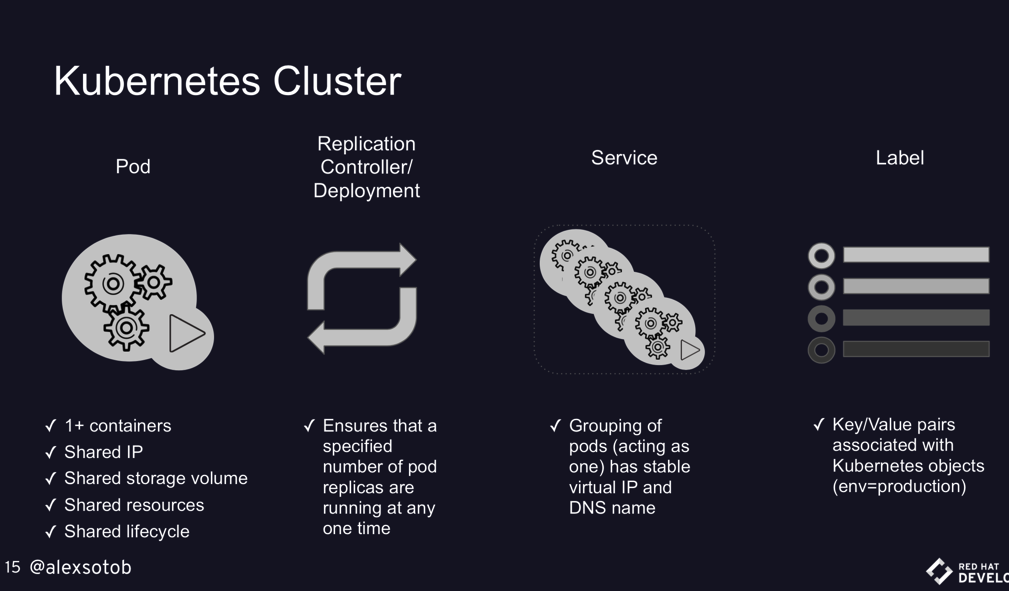 Kubernetes Cluster
Pod
Replication
Controller/
Deployment
Service
Label
✓ 1+ containers
✓ Shared IP
✓ Shared storage volume
✓ Shared resources
✓ Shared lifecycle
✓ Ensures that a
specified
number of pod
replicas are
running at any
one time
✓ Grouping of
pods (acting as
one) has stable
virtual IP and
DNS name
✓ Key/Value pairs
associated with
Kubernetes objects
(env=production)
15 @alexsotob
RED HAT
DEVELO